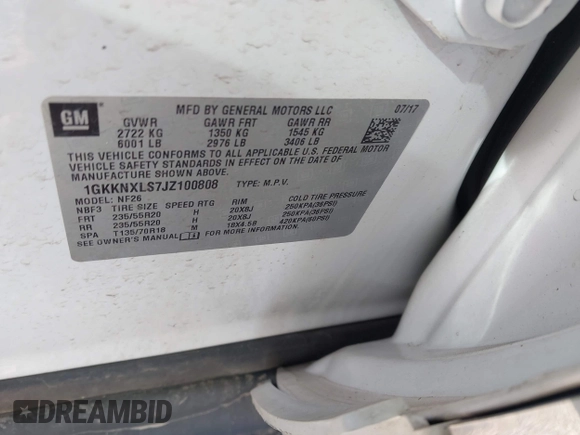 GM
MFD BY GENERAL MOTORS LLC 07/17
GVWR GAWR FRT GAWR RR
2722 KG 1350 KG 1545 KG
6001 LB 2976 LB 3406 LB
THIS VEHICLE CONFORMS TO ALL APPLICABLE U.S. FEDERAL MOTOR
VEHICLE SAFETY STANDARDS IN EFFECT ON THE DATE OF
MANUFACTURE SHOWN ABOVE.
1GKKNXLS7JZ100808 TYPE: M.P.V.
MODEL: NF26
NBF3 TIRE SIZE SPEED RTG RIM COLD TIRE PRESSURE
FRT 235/55R20 H 20X8J 250KPA(36PSI)
RR 235/55R20 H 20X8J 250KPA(36PSI)
SPA T135/70R18 M 18X4.5B 420KPA(60PSI)
SEE OWNER'S MANUAL FOR MORE INFORMATION.
DREAMBID